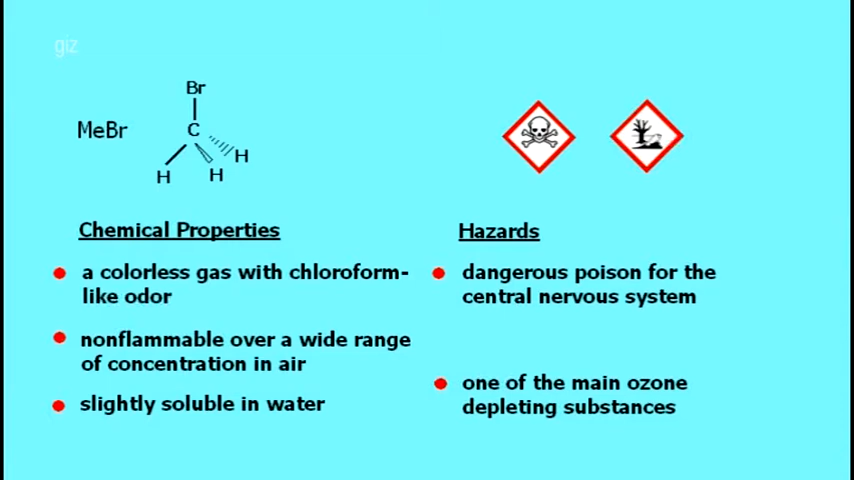 giz
Br
MeBr
C
H
H
H
Chemical Properties
a colorless gas with chloroform-
like odor
nonflammable over a wide range
of concentration in air
slightly soluble in water
Hazards
dangerous poison for the
central nervous system
one of the main ozone
depleting substances